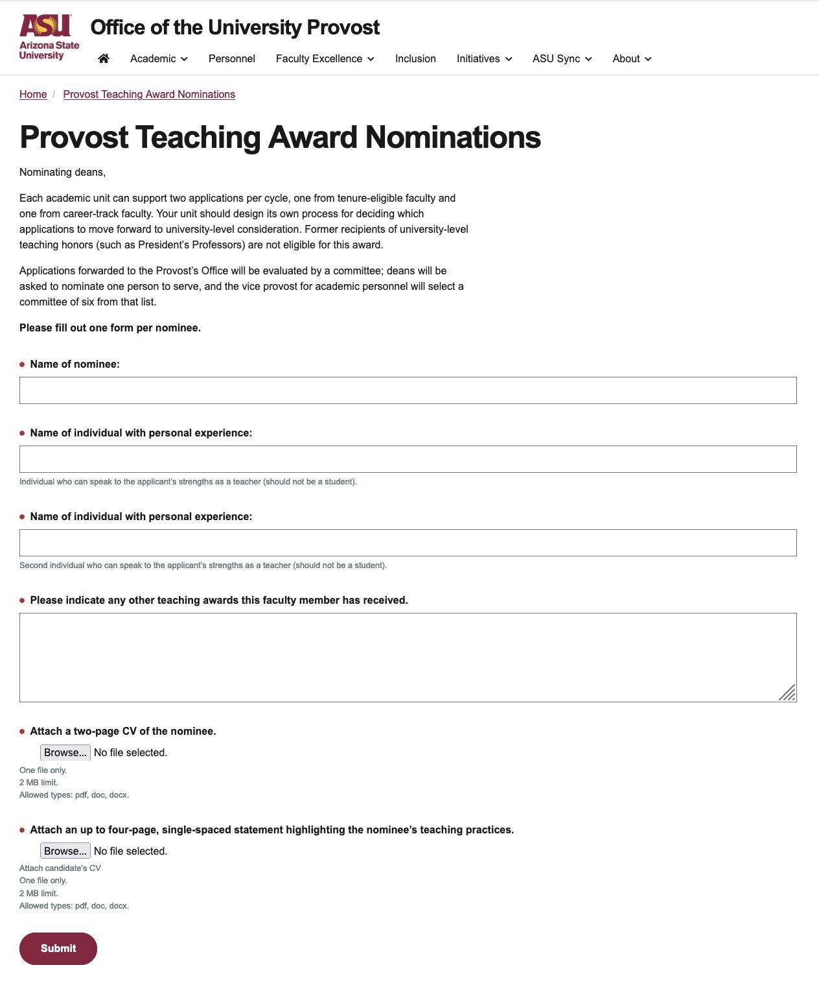 ASU
Arizona State
University
Office of the University Provost
Academic
Personnel
Faculty Excellence
Inclusion
Initiatives
ASU Sync
About
Home / Provost Teaching Award Nominations
Provost Teaching Award Nominations
Nominating deans,
Each academic unit can support two applications per cycle, one from tenure-eligible faculty and
one from career-track faculty. Your unit should design its own process for deciding which
applications to move forward to university-level consideration. Former recipients of university-level
teaching honors (such as President’s Professors) are not eligible for this award.
Applications forwarded to the Provost’s Office will be evaluated by a committee; deans will be
asked to nominate one person to serve, and the vice provost for academic personnel will select a
committee of six from that list.
Please fill out one form per nominee.
Name of nominee:
Name of individual with personal experience:
Individual who can speak to the applicant’s strengths as a teacher (should not be a student).
Name of individual with personal experience:
Second individual who can speak to the applicant’s strengths as a teacher (should not be a student).
Please indicate any other teaching awards this faculty member has received.
Attach a two-page CV of the nominee.
Browse... No file selected.
One file only.
2 MB limit.
Allowed types: pdf, doc, docx.
Attach an up to four-page, single-spaced statement highlighting the nominee’s teaching practices.
Browse... No file selected.
Attach candidate’s CV
One file only.
2 MB limit.
Allowed types: pdf, doc, docx.
Submit